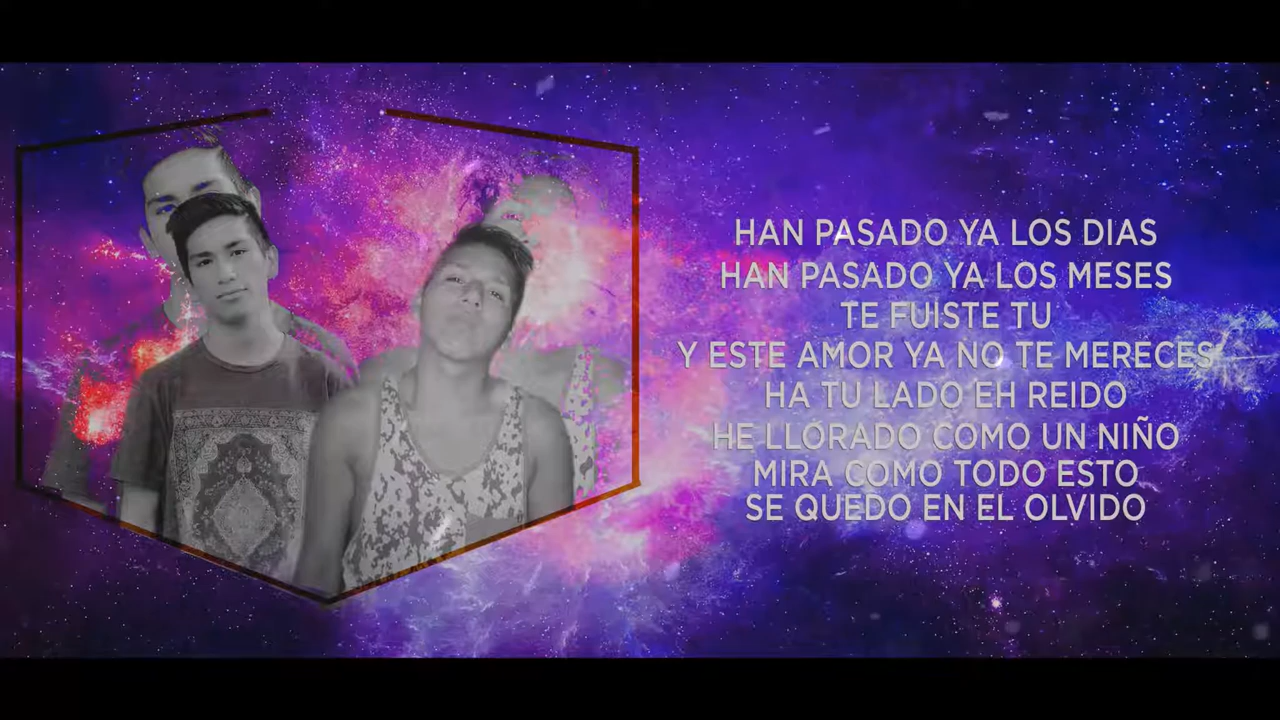 HAN PASADO YA LOS DIAS
HAN PASADO YA LOS MESES
TE FUISTE TU
Y ESTE AMOR YA NO TE MERECES
HA TU LADO EH REIDO
HE LLORADO COMO UN NIÑO
MIRA COMO TODO ESTO
SE QUEDO EN EL OLVIDO